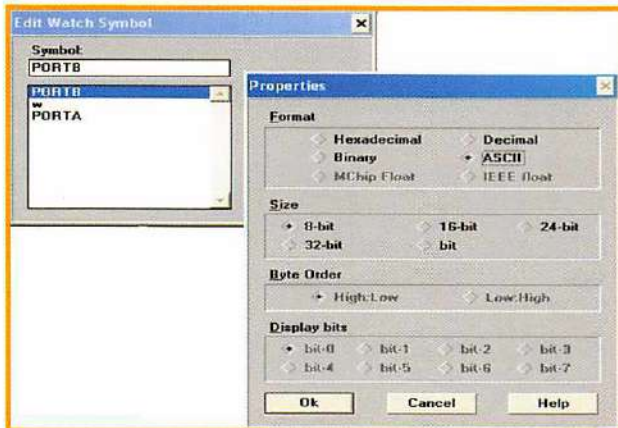 Edit Watch Symbol
Symbol:
PORTB
PORTB
w
PORTA
Properties
Format
Hexadecimal Decimal
Binary ASCII
MChip Float IEEE float
Size
8-bit 16-bit 24-bit
32-bit bit
Byte Order
High:Low Low:High
Display bits
bit-0 bit-1 bit-2 bit-3
bit-4 bit-5 bit-6 bit-7
Ok Cancel Help